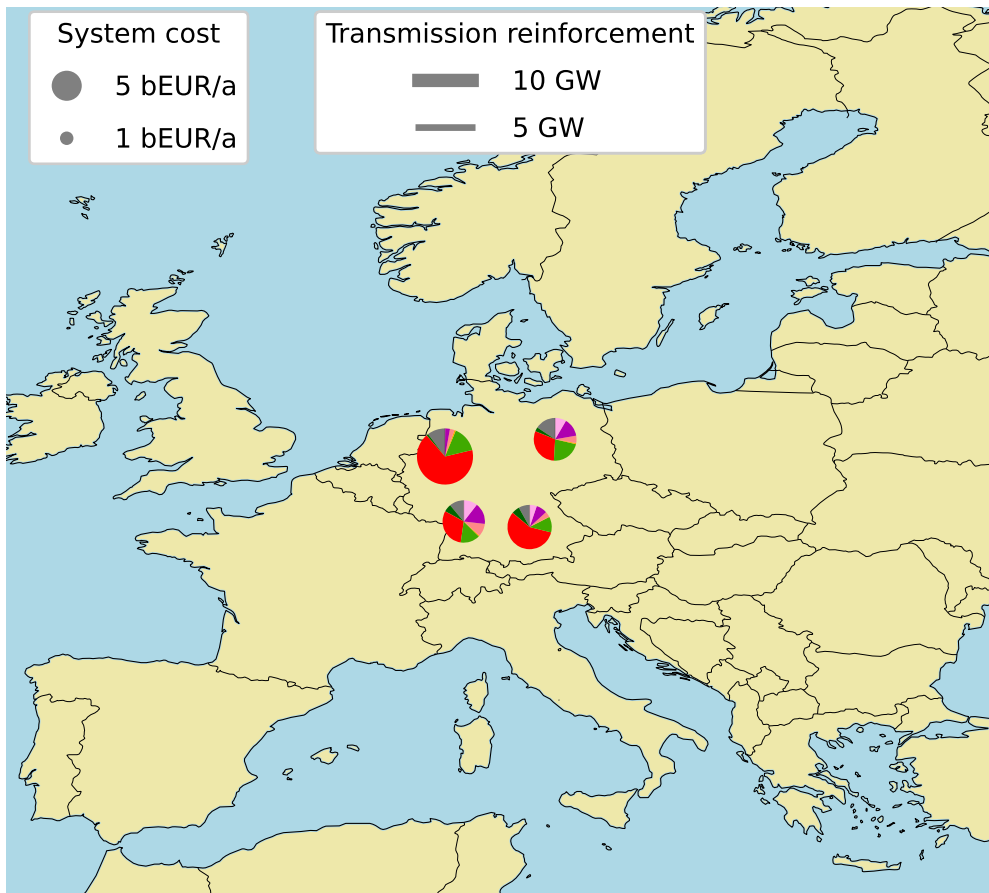 System cost
5 bEUR/a
1 bEUR/a
Transmission reinforcement
10 GW
5 GW